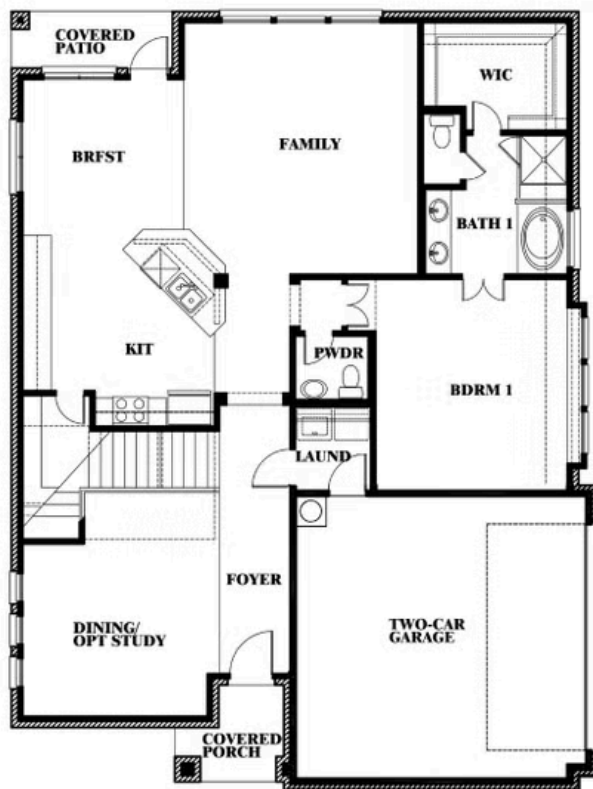 COVERED
PATIO
WIC
BRFST
FAMILY
BATH 1
KIT
PWDR
BDRM 1
LAUND
FOYER
DINING/
OPT STUDY
TWO-CAR
GARAGE
COVERED
PORCH